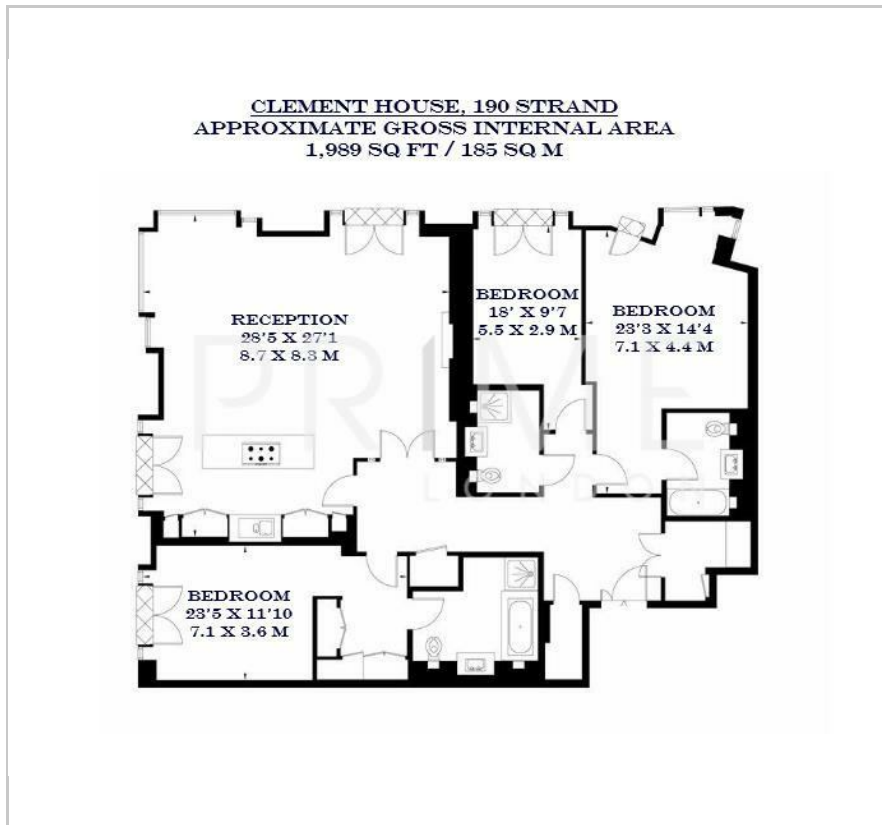 CLEMENT HOUSE, 190 STRAND
APPROXIMATE GROSS INTERNAL AREA
1,989 SQ FT / 185 SQ M
BEDROOM
18' X 9'7
5.5 X 2.9 M
BEDROOM
23'3 X 14'4
7.1 X 4.4 M
RECEPTION
28'5 X 27'1
8.7 X 8.3 M
PRIME
LONDON
BEDROOM
23'5 X 11'10
7.1 X 3.6 M